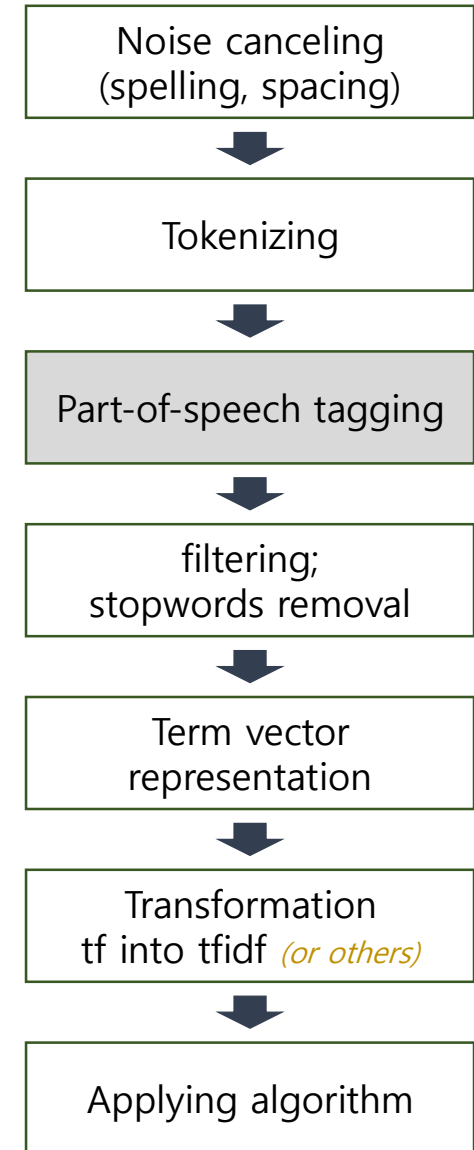 Noise canceling
(spelling, spacing)
Tokenizing
Part-of-speech tagging
filtering;
stopwords removal
Term vector
representation
Transformation
tf into tfidf (or others)
Applying algorithm